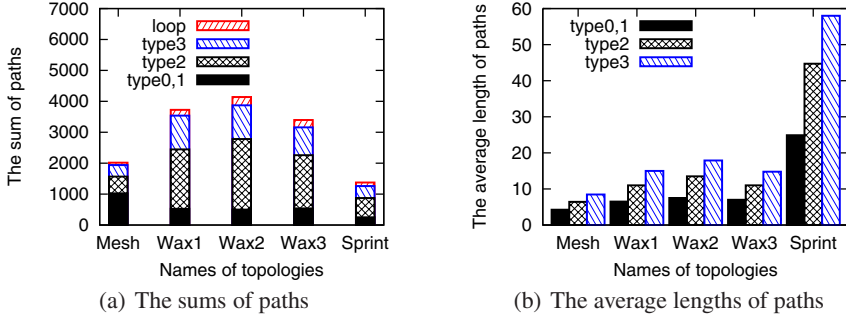 The sum of paths
7000
6000
5000
4000
3000
2000
1000
0
loop
type3
type2
type0,1
Mesh Wax1 Wax2 Wax3 Sprint
Names of topologies
(a) The sums of paths
The average length of paths
60
50
40
30
20
10
0
type0,1
type2
type3
Mesh Wax1 Wax2 Wax3 Sprint
Names of topologies
(b) The average lengths of paths